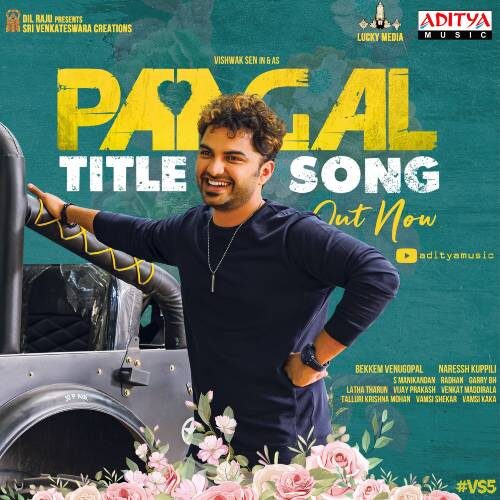 DIL RAJU PRESENTS
SRI VENKATESWARA CREATIONS
LUCKY MEDIA
ADITYA
MUSIC
VISHWAK SEN IN & AS
PAAGAL
TITLE SONG
Out Now
adityamusic
BEKKEM VENUGOPAL NARESSH KUPPILI
S MANIKANDAN RADHAN GARRY BH
LATHA THARUN VIJAY PRAKASH VENKAT MADDIRALA
TALLURI KRISHNA MOHAN VAMSI SHEKAR VAMSI KAKA
#VS5